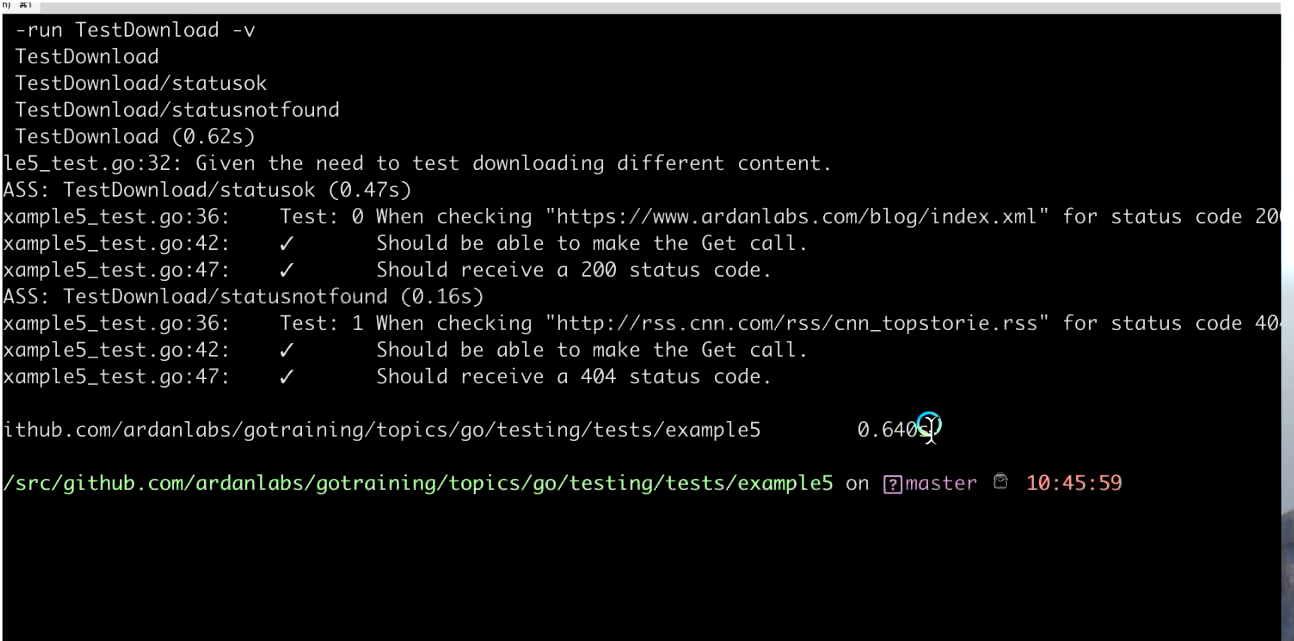 -run TestDownload -v
TestDownload
TestDownload/statusok
TestDownload/statusnotfound
TestDownload (0.62s)
le5_test.go:32: Given the need to test downloading different content.
ASS: TestDownload/statusok (0.47s)
xample5_test.go:36: Test: 0 When checking "https://www.ardanlabs.com/blog/index.xml" for status code 200
xample5_test.go:42: ✓ Should be able to make the Get call.
xample5_test.go:47: ✓ Should receive a 200 status code.
ASS: TestDownload/statusnotfound (0.16s)
xample5_test.go:36: Test: 1 When checking "http://rss.cnn.com/rss/cnn_topstorie.rss" for status code 404
xample5_test.go:42: ✓ Should be able to make the Get call.
xample5_test.go:47: ✓ Should receive a 404 status code.
ithub.com/ardanlabs/gotraining/topics/go/testing/tests/example5 0.640s
/src/github.com/ardanlabs/gotraining/topics/go/testing/tests/example5 on master 10:45:59